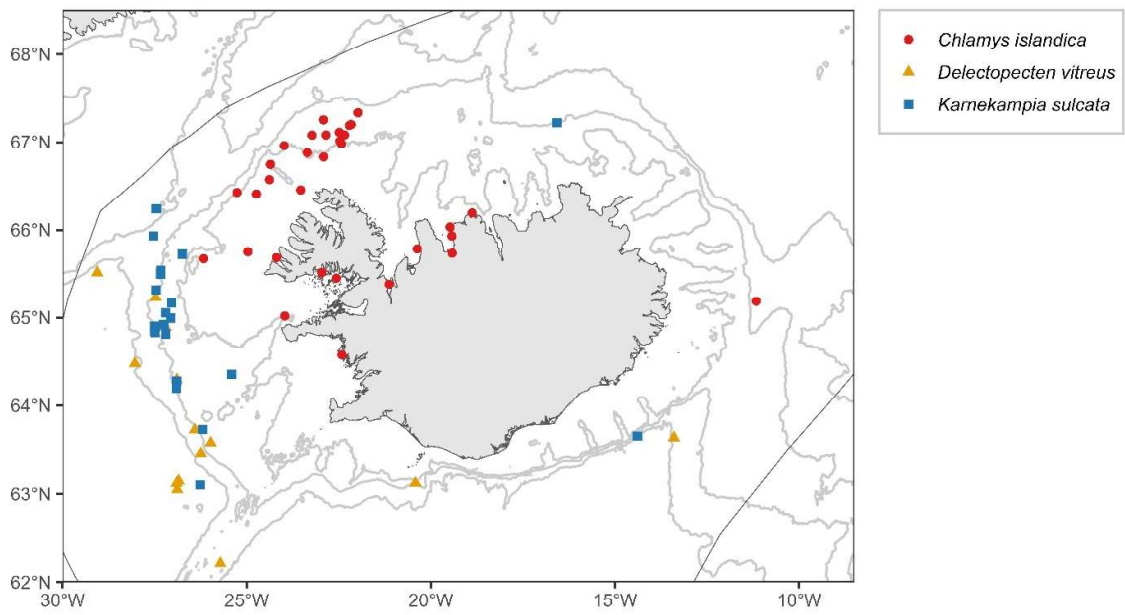 68°N
67°N
66°N
65°N
64°N
63°N
62°N
30°W
25°W
20°W
15°W
10°W
Chlamys islandica
Delectopecten vitreus
Karnekampia sulcata